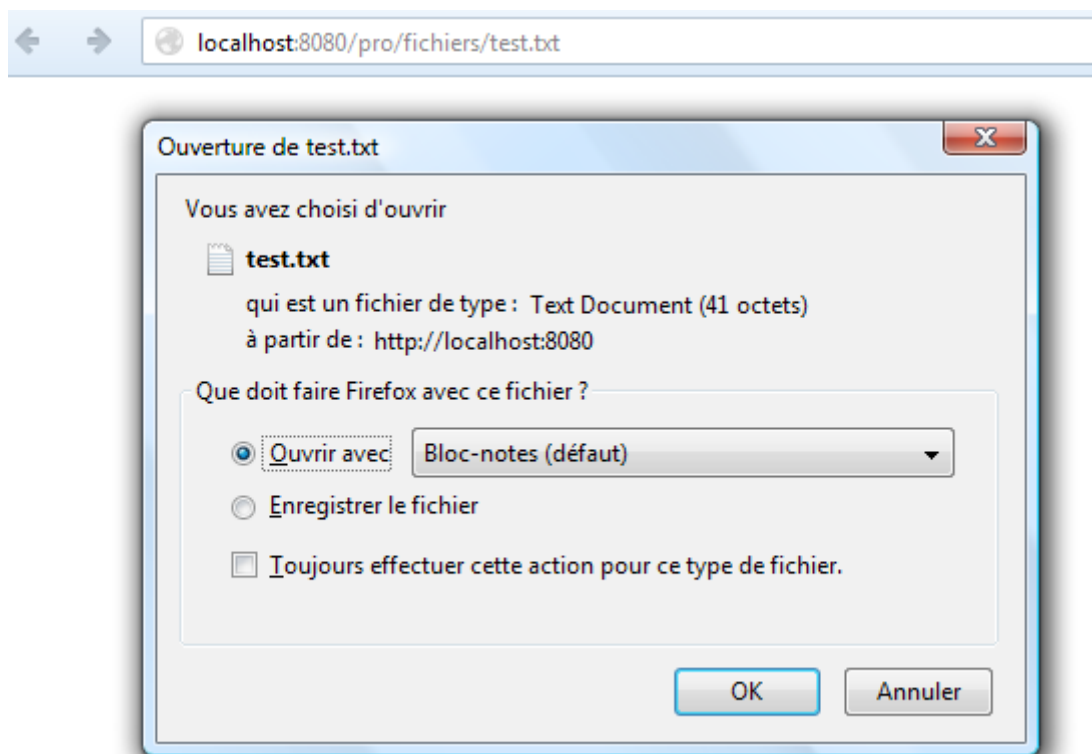 localhost:8080/pro/fichiers/test.txt
Ouverture de test.txt
Vous avez choisi d'ouvrir
test.txt
qui est un fichier de type : Text Document (41 octets)
à partir de : http://localhost:8080
Que doit faire Firefox avec ce fichier ?
Ouvrir avec Bloc-notes (défaut)
Enregistrer le fichier
Toujours effectuer cette action pour ce type de fichier.
OK Annuler